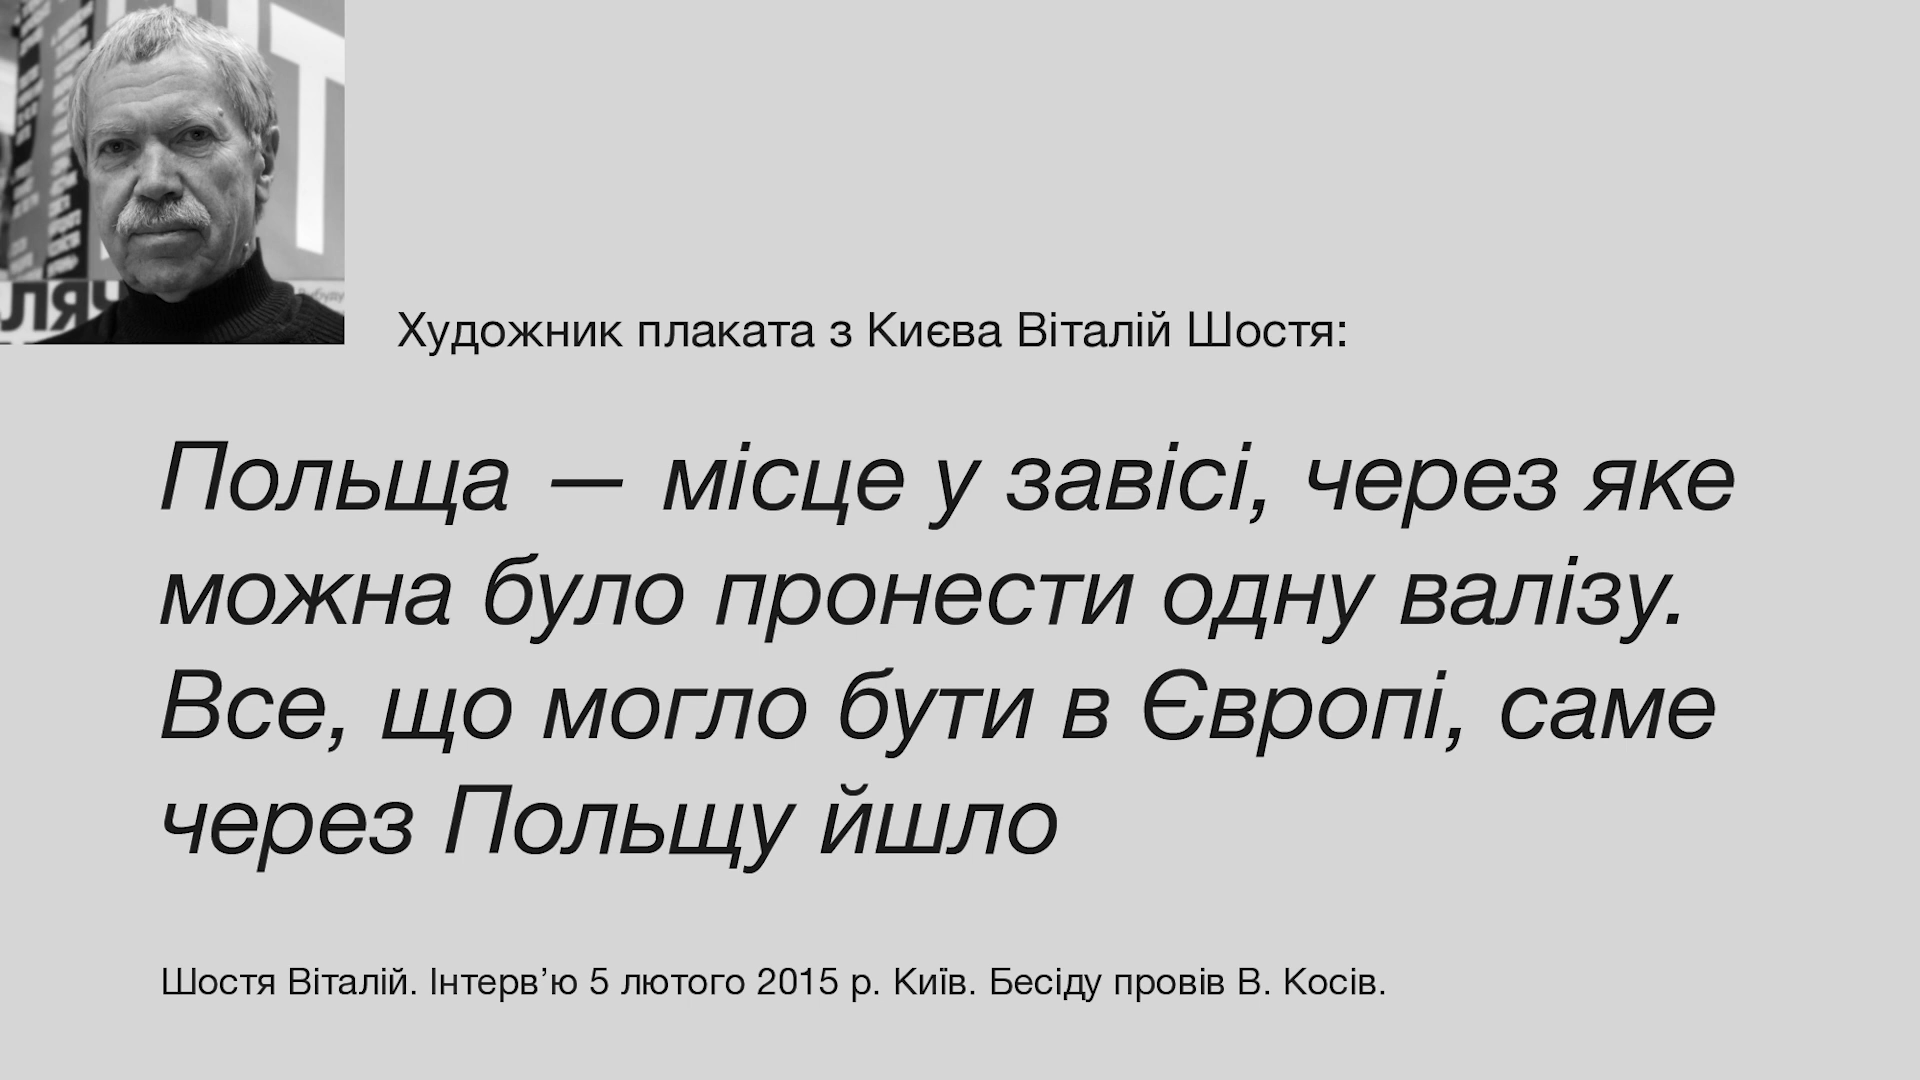 Т
ЛЯЧ
Художник плаката з Києва Віталій Шостя:
Польща — місце у завісі, через яке
можна було пронести одну валізу.
Все, що могло бути в Європі, саме
через Польщу йшло
Шостя Віталій. Інтерв’ю 5 лютого 2015 р. Київ. Бесіду провів В. Косів.